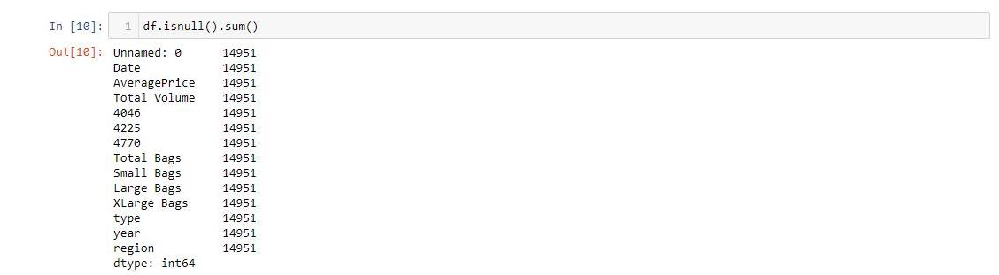 In [10]: 1 df.isnull().sum()
Out[10]: Unnamed: 0 14951
Date 14951
AveragePrice 14951
Total Volume 14951
4046 14951
4225 14951
4770 14951
Total Bags 14951
Small Bags 14951
Large Bags 14951
XLarge Bags 14951
type 14951
year 14951
region 14951
dtype: int64